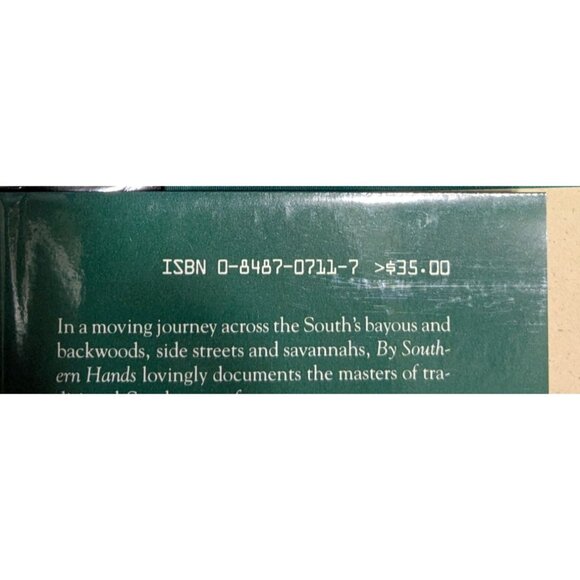 ISBN 0-8487-0711-7 >$35.00
In a moving journey across the South's bayous and
backwoods, side streets and savannahs, By South-
ern Hands lovingly documents the masters of tra-